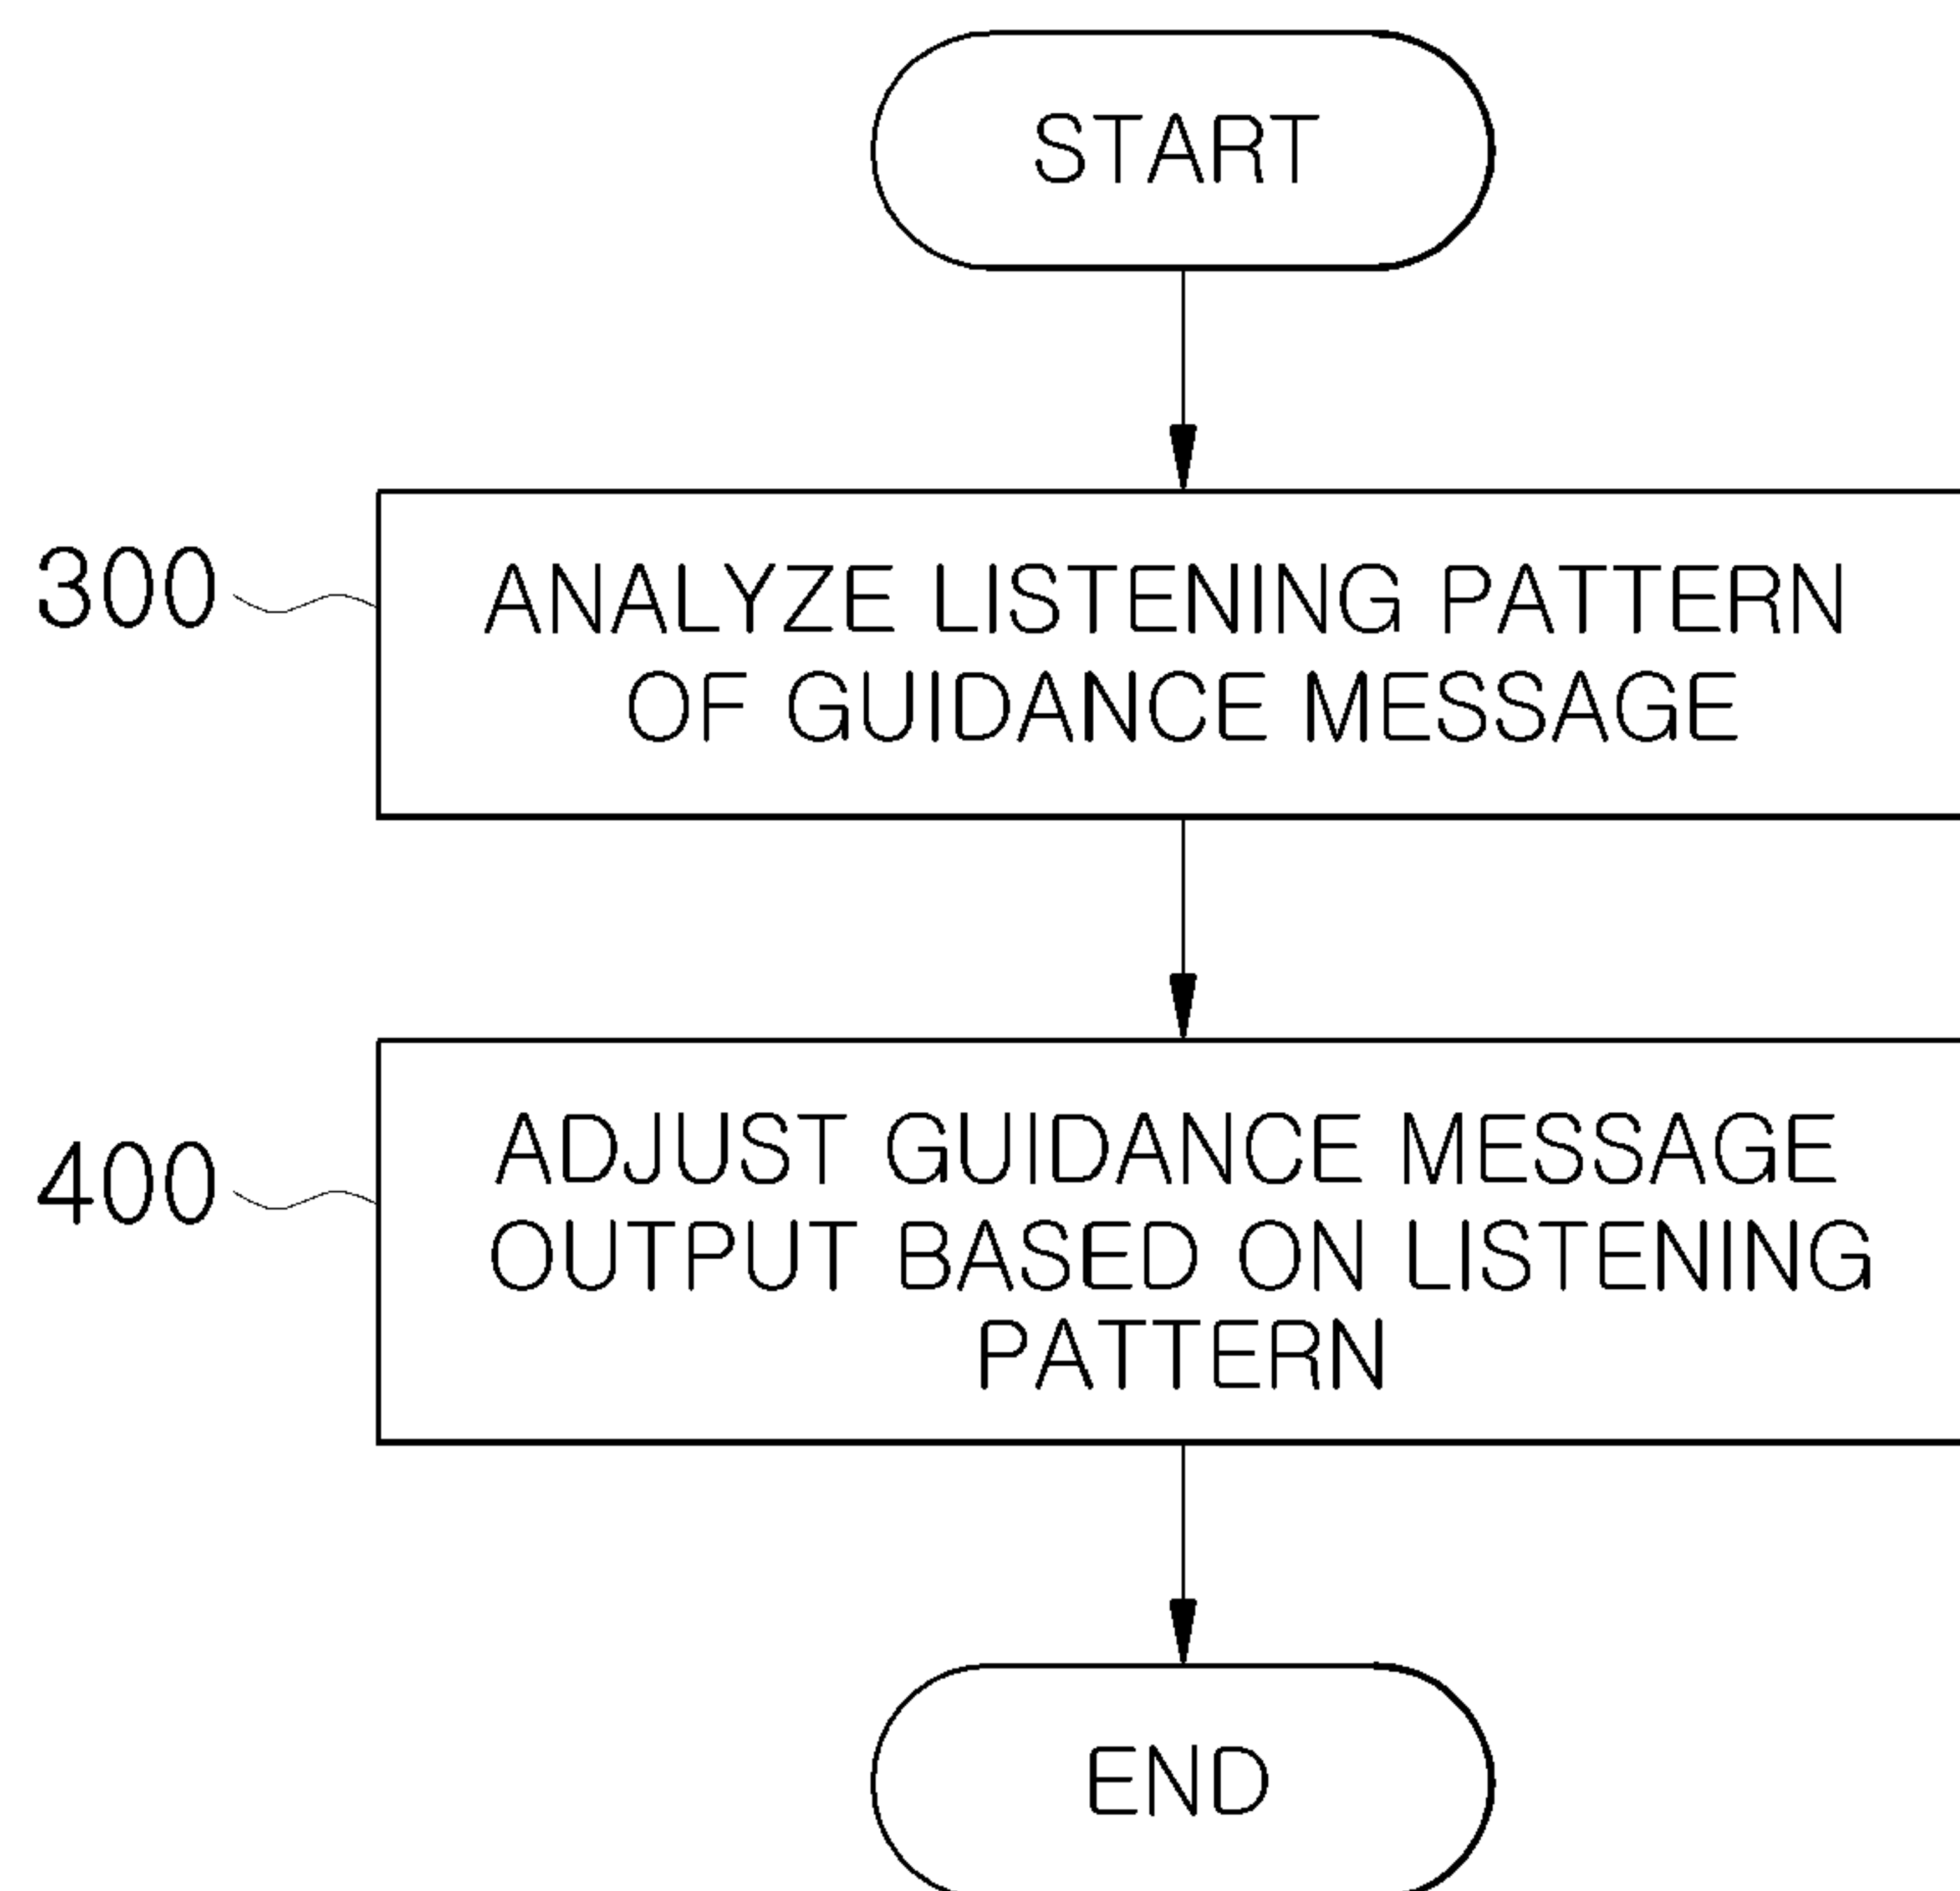 START
300
ANALYZE LISTENING PATTERN
OF GUIDANCE MESSAGE
400
ADJUST GUIDANCE MESSAGE
OUTPUT BASED ON LISTENING
PATTERN
END